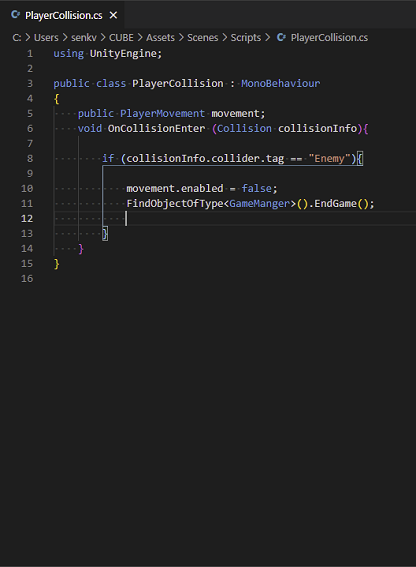 PlayerCollision.cs
C: > Users > senkv > CUBE > Assets > Scenes > Scripts > PlayerCollision.cs
1 using UnityEngine;
2
3 public class PlayerCollision : MonoBehaviour
4 {
5 public PlayerMovement movement;
6 void OnCollisionEnter (Collision collisionInfo){
7
8 if (collisionInfo.collider.tag == "Enemy"){
9
10 movement.enabled = false;
11 FindObjectOfType<GameManger>().EndGame();
12
13 }
14 }
15 }
16